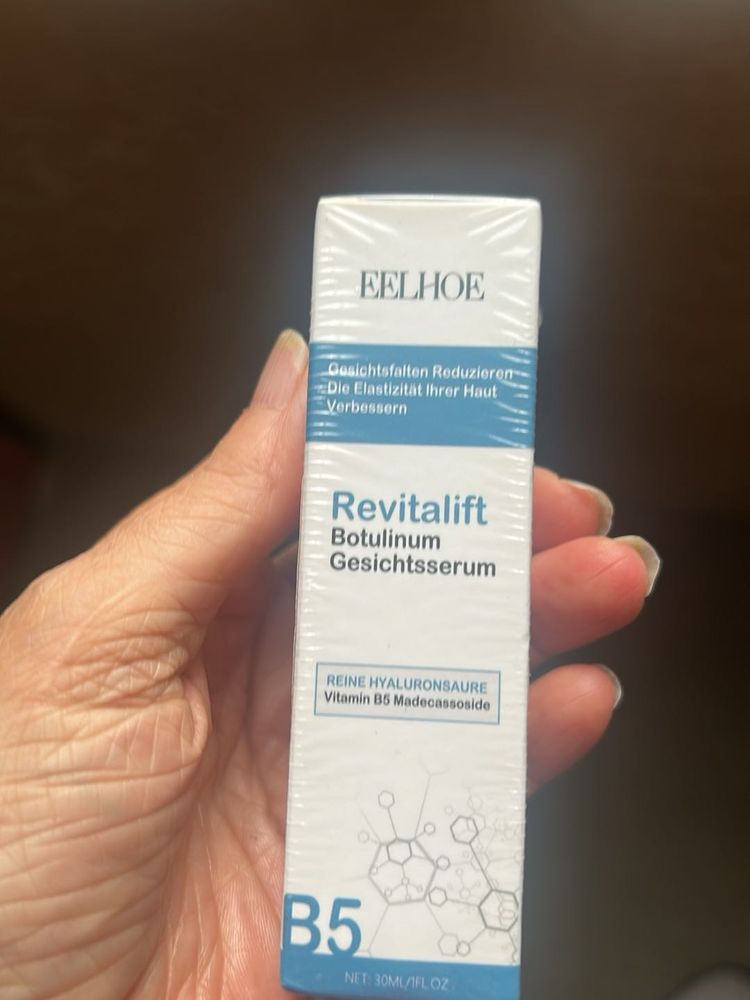 EELHOE
Gesichtsfalten Reduzieren
Die Elastizität Ihrer Haut
Verbessern
Revitalift
Botulinum
Gesichtsserum
REINE HYALURONSAURE
Vitamin B5 Madecassoside
B5
NET: 30ML/1FL OZ